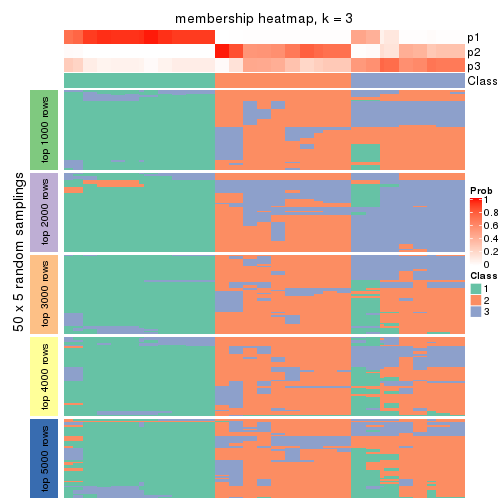 membership heatmap, k = 3
p1
p2
p3
Class
50 x 5 random samplings
top 1000 rows
top 2000 rows
top 3000 rows
top 4000 rows
top 5000 rows
Prob
1
0.8
0.6
0.4
0.2
0
Class
1
2
3